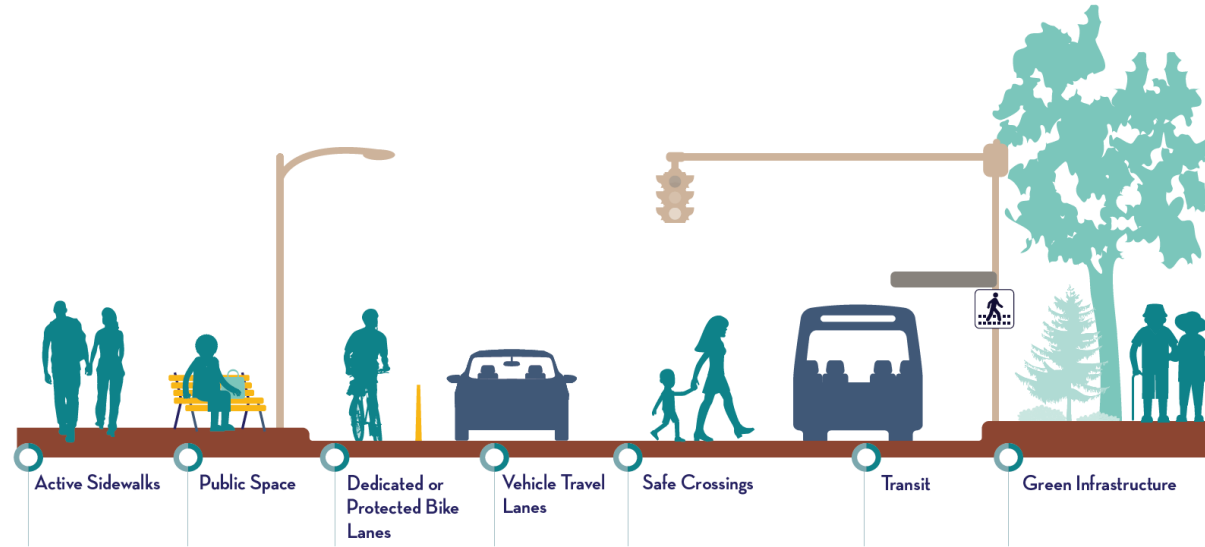 Active Sidewalks
Public Space
Dedicated or
Protected Bike
Lanes
Vehicle Travel
Lanes
Safe Crossings
Transit
Green Infrastructure